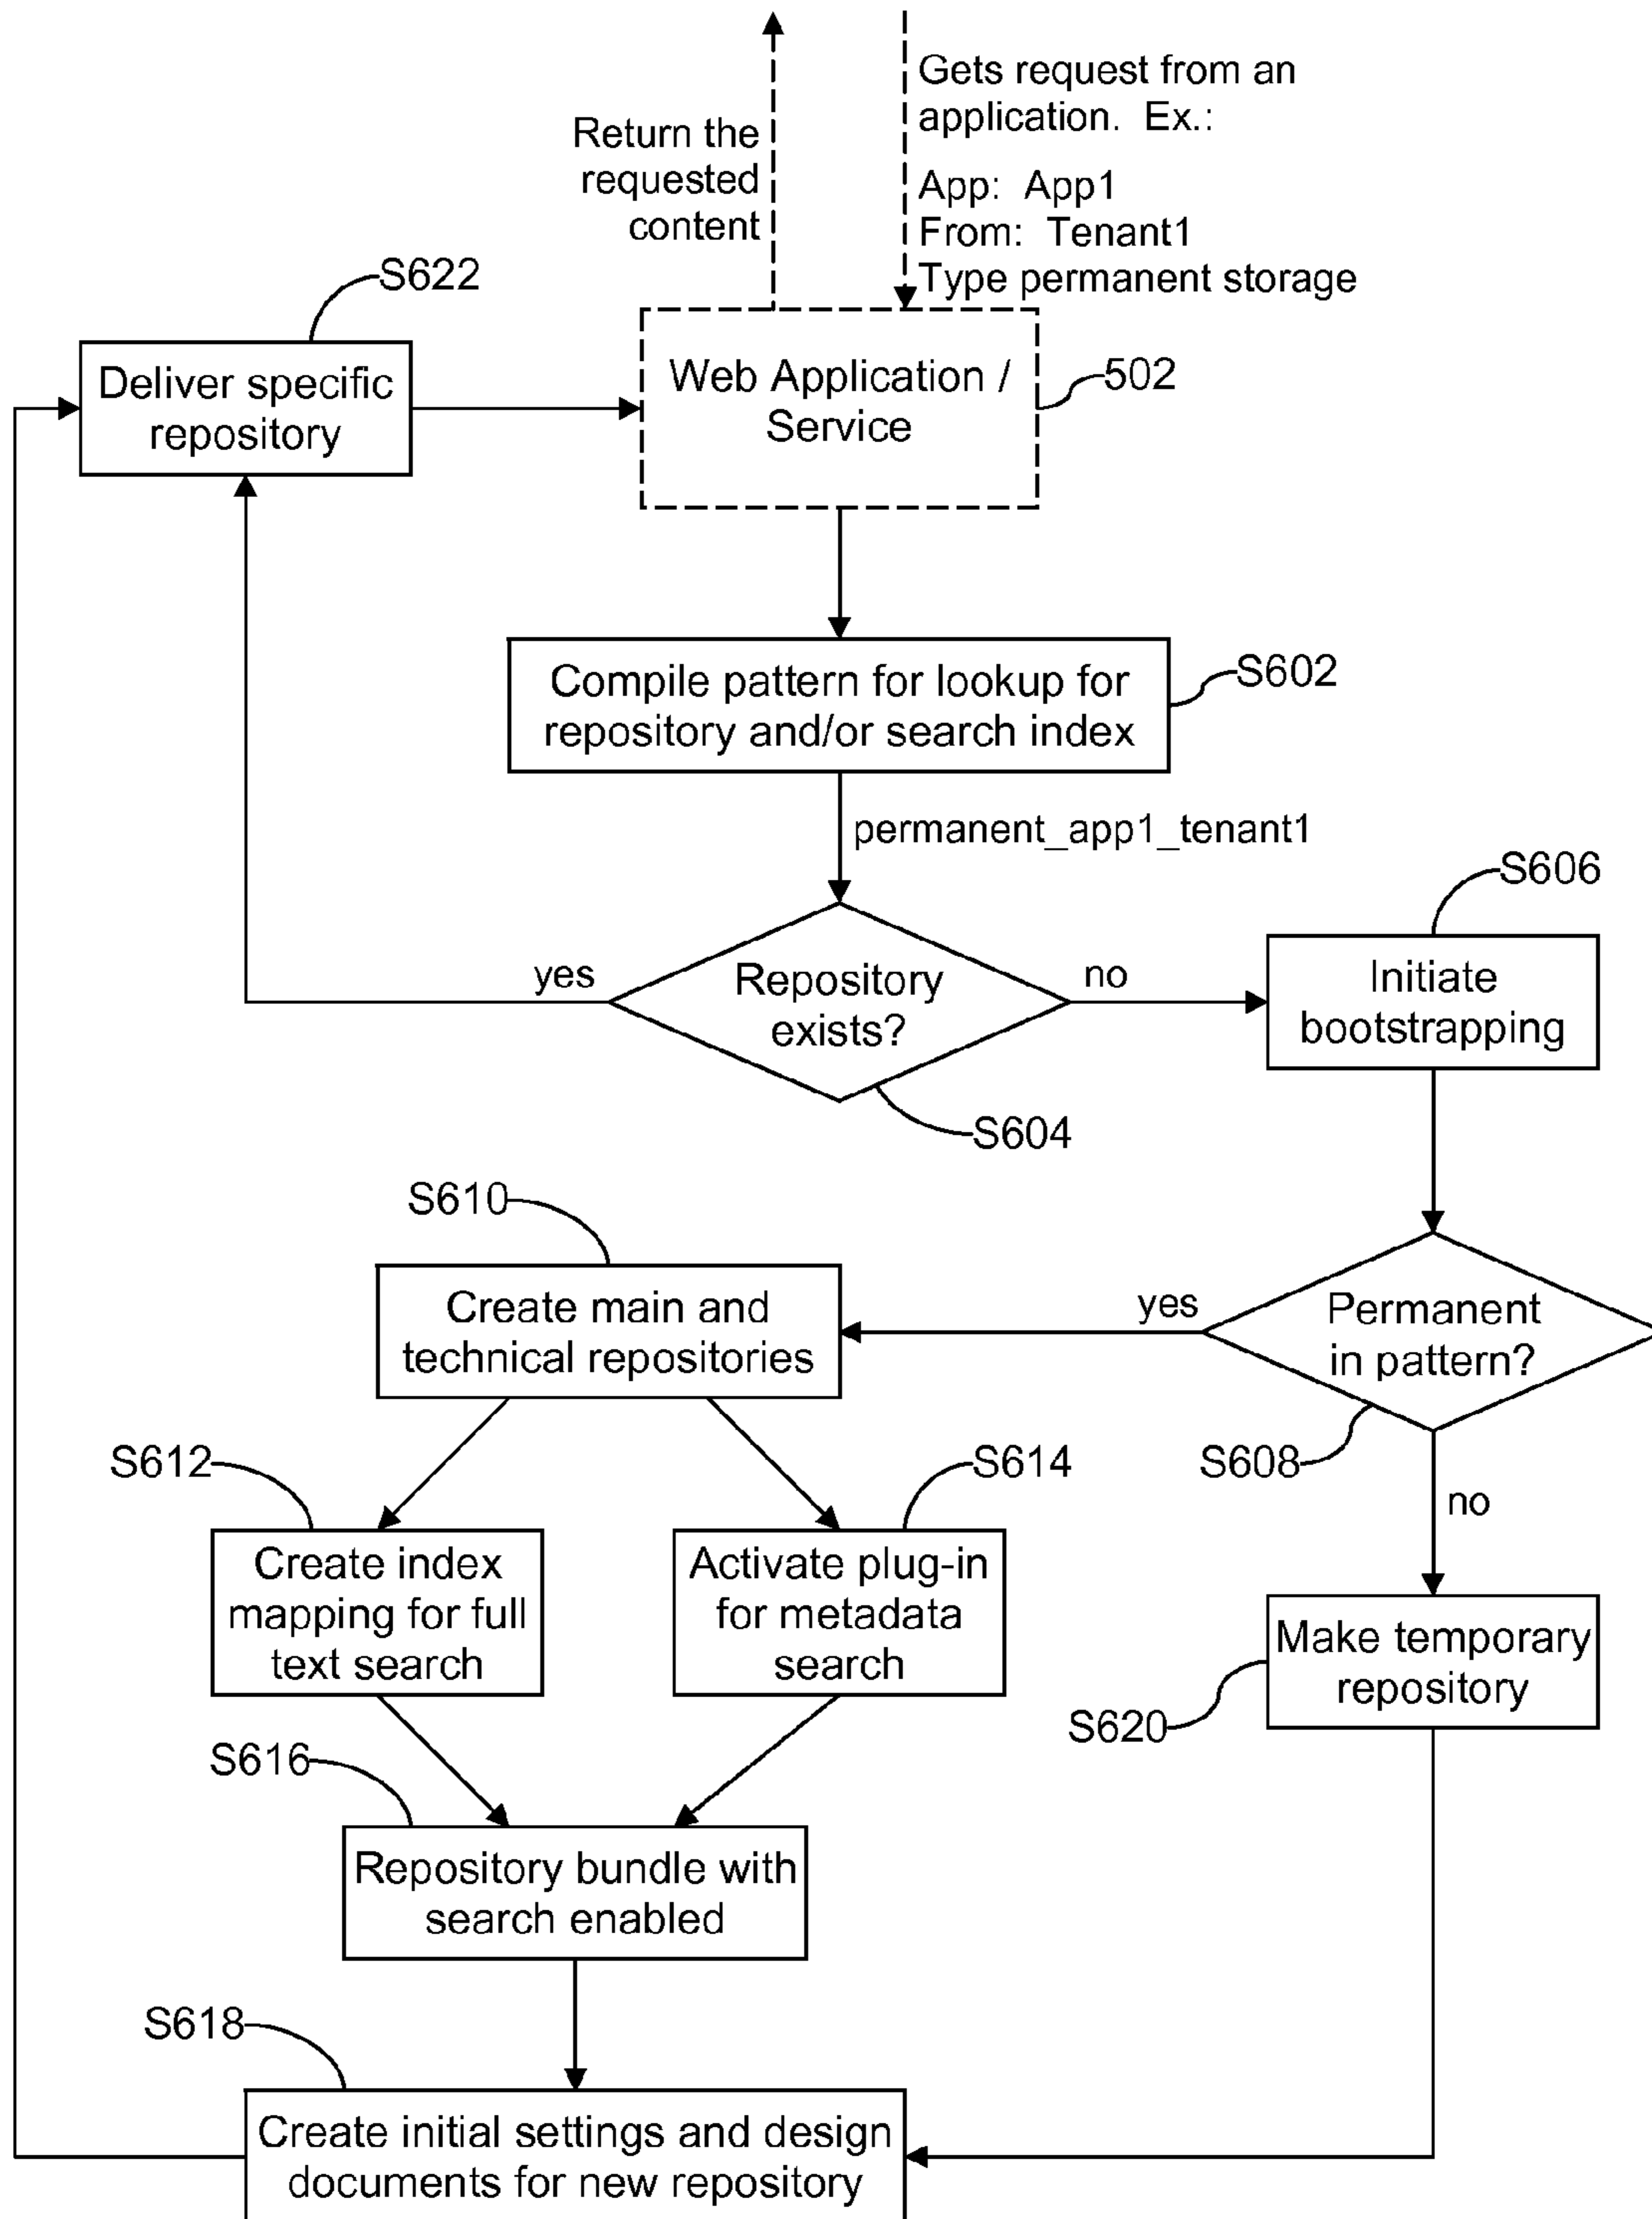 Gets request from an
application. Ex.:
App: App1
From: Tenant1
Type permanent storage
Return the
requested
content
S622
Deliver specific
repository
Web Application /
Service
502
Compile pattern for lookup for
repository and/or search index
S602
permanent_app1_tenant1
S606
yes
Repository
exists?
no
Initiate
bootstrapping
S604
S610
Create main and
technical repositories
yes
Permanent
in pattern?
S612
S614
S608
no
Create index
mapping for full
text search
Activate plug-in
for metadata
search
Make temporary
repository
S620
S616
Repository bundle with
search enabled
S618
Create initial settings and design
documents for new repository